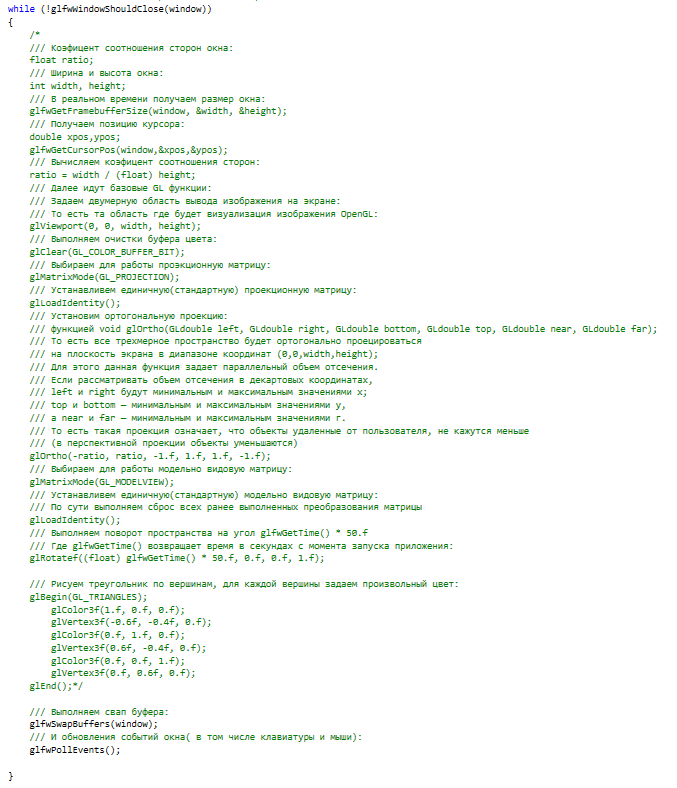 while (!glfwWindowShouldClose(window))
{
/*
/// Коэфицент соотношения сторон окна:
float ratio;
/// Ширина и высота окна:
int width, height;
/// В реальном времени получаем размер окна:
glfwGetFramebufferSize(window, &width, &height);
/// Получаем позицию курсора:
double xpos,ypos;
glfwGetCursorPos(window,&xpos,&ypos);
/// Вычисляем коэфицент соотношения сторон:
ratio = width / (float) height;
/// Далее идут базовые GL функции:
/// Задаем двумерную область вывода изображения на экране:
/// То есть та область где будет визуализация изображения OpenGL:
glViewport(0, 0, width, height);
/// Выполняем очистки буфера цвета:
glClear(GL_COLOR_BUFFER_BIT);
/// Выбираем для работы проэкционную матрицу:
glMatrixMode(GL_PROJECTION);
/// Устанавливаем единичную(стандартную) проекционную матрицу:
glLoadIdentity();
/// Установим ортогональную проекцию:
/// функцией void glOrtho(GLdouble left, GLdouble right, GLdouble bottom, GLdouble top, GLdouble near, GLdouble far);
/// То есть все трехмерное пространство будет ортогонально проецироваться
/// на плоскость экрана в диапазоне координат (0,0,width,height);
/// Для этого данная функция задает параллельный объем отсечения.
/// Если рассматривать объем отсечения в декартовых координатах,
/// left и right будут минимальным и максимальным значениями x;
/// top и bottom — минимальным и максимальным значениями y,
/// а near и far — минимальным и максимальным значениями г.
/// То есть такая проекция означает, что объекты удаленные от пользователя, не кажутся меньше
/// (в перспективной проекции объекты уменьшаются)
glOrtho(-ratio, ratio, -1.f, 1.f, 1.f, -1.f);
/// Выбираем для работы модельно видовую матрицу:
glMatrixMode(GL_MODELVIEW);
/// Устанавливем единичную(стандартную) модельно видовую матрицу:
/// По сути выполняем сброс всех ранее выполненных преобразования матрицы
glLoadIdentity();
/// Выполняем поворот пространства на угол glfwGetTime() * 50.f
/// Где glfwGetTime() возвращает время в секундах с момента запуска приложения:
glRotatef((float) glfwGetTime() * 50.f, 0.f, 0.f, 1.f);
/// Рисуем треугольник по вершинам, для каждой вершины задаем произвольный цвет:
glBegin(GL_TRIANGLES);
glColor3f(1.f, 0.f, 0.f);
glVertex3f(-0.6f, -0.4f, 0.f);
glColor3f(0.f, 1.f, 0.f);
glVertex3f(0.6f, -0.4f, 0.f);
glColor3f(0.f, 0.f, 1.f);
glVertex3f(0.f, 0.6f, 0.f);
glEnd();*/
/// Выполняем свап буфера:
glfwSwapBuffers(window);
/// И обновления событий окна( в том числе клавиатуры и мыши):
glfwPollEvents();
}